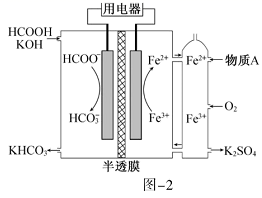 用电器
HCOOH
KOH
HCOO⁻
HCO₃⁻
KHCO₃
Fe²⁺
Fe³⁺
Fe²⁺
Fe³⁺
物质A
O₂
K₂SO₄
半透膜
图-2